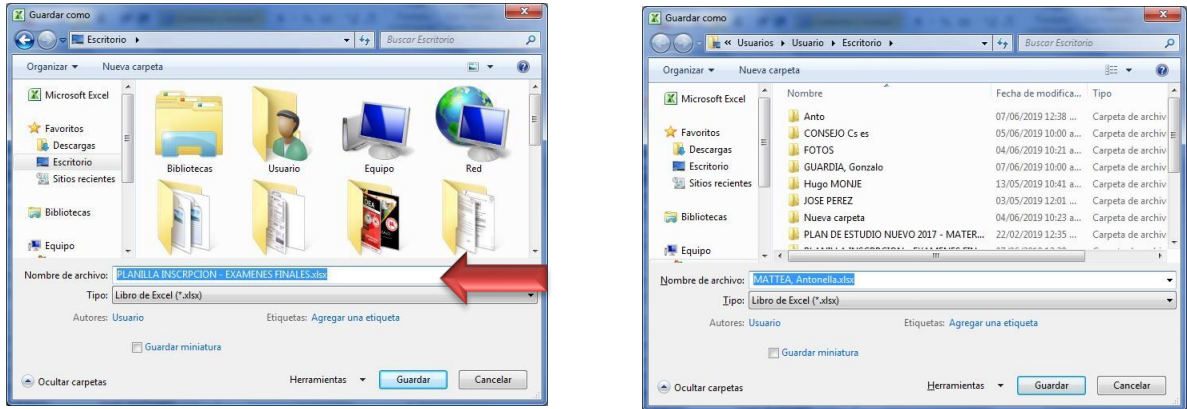 Guardar como
Escritorio
Buscar Escritorio
Organizar
Nueva carpeta
Microsoft Excel
Favoritos
Descargas
Escritorio
Sitios recientes
Bibliotecas
Equipo
Bibliotecas
Usuario
Equipo
Red
Nombre de archivo: PLANILLA INSCRPCION - EXAMENES FINALES.xlsx
Tipo: Libro de Excel (*.xlsx)
Autores: Usuario
Etiquetas: Agregar una etiqueta
Guardar miniatura
Ocultar carpetas
Herramientas
Guardar
Cancelar
Guardar como
« Usuarios Usuario Escritorio
Buscar Escritorio
Organizar
Nueva carpeta
Microsoft Excel
Favoritos
Descargas
Escritorio
Sitios recientes
Bibliotecas
Equipo
Nombre Fecha de modifica... Tipo
Anto 07/06/2019 12:38 ... Carpeta de archiv
CONSEJO Cs es 05/06/2019 10:00 a... Carpeta de archiv
FOTOS 04/06/2019 10:21 a... Carpeta de archiv
GUARDIA, Gonzalo 07/06/2019 10:00 a... Carpeta de archiv
Hugo MONJE 13/05/2019 10:41 a... Carpeta de archiv
JOSE PEREZ 03/05/2019 12:01 ... Carpeta de archiv
Nueva carpeta 04/06/2019 10:23 a... Carpeta de archiv
PLAN DE ESTUDIO NUEVO 2017 - MATER... 22/02/2019 12:35 ... Carpeta de archiv
Nombre de archivo: MATTEA, Antonella.xlsx
Tipo: Libro de Excel (*.xlsx)
Autores: Usuario
Etiquetas: Agregar una etiqueta
Guardar miniatura
Ocultar carpetas
Herramientas
Guardar
Cancelar